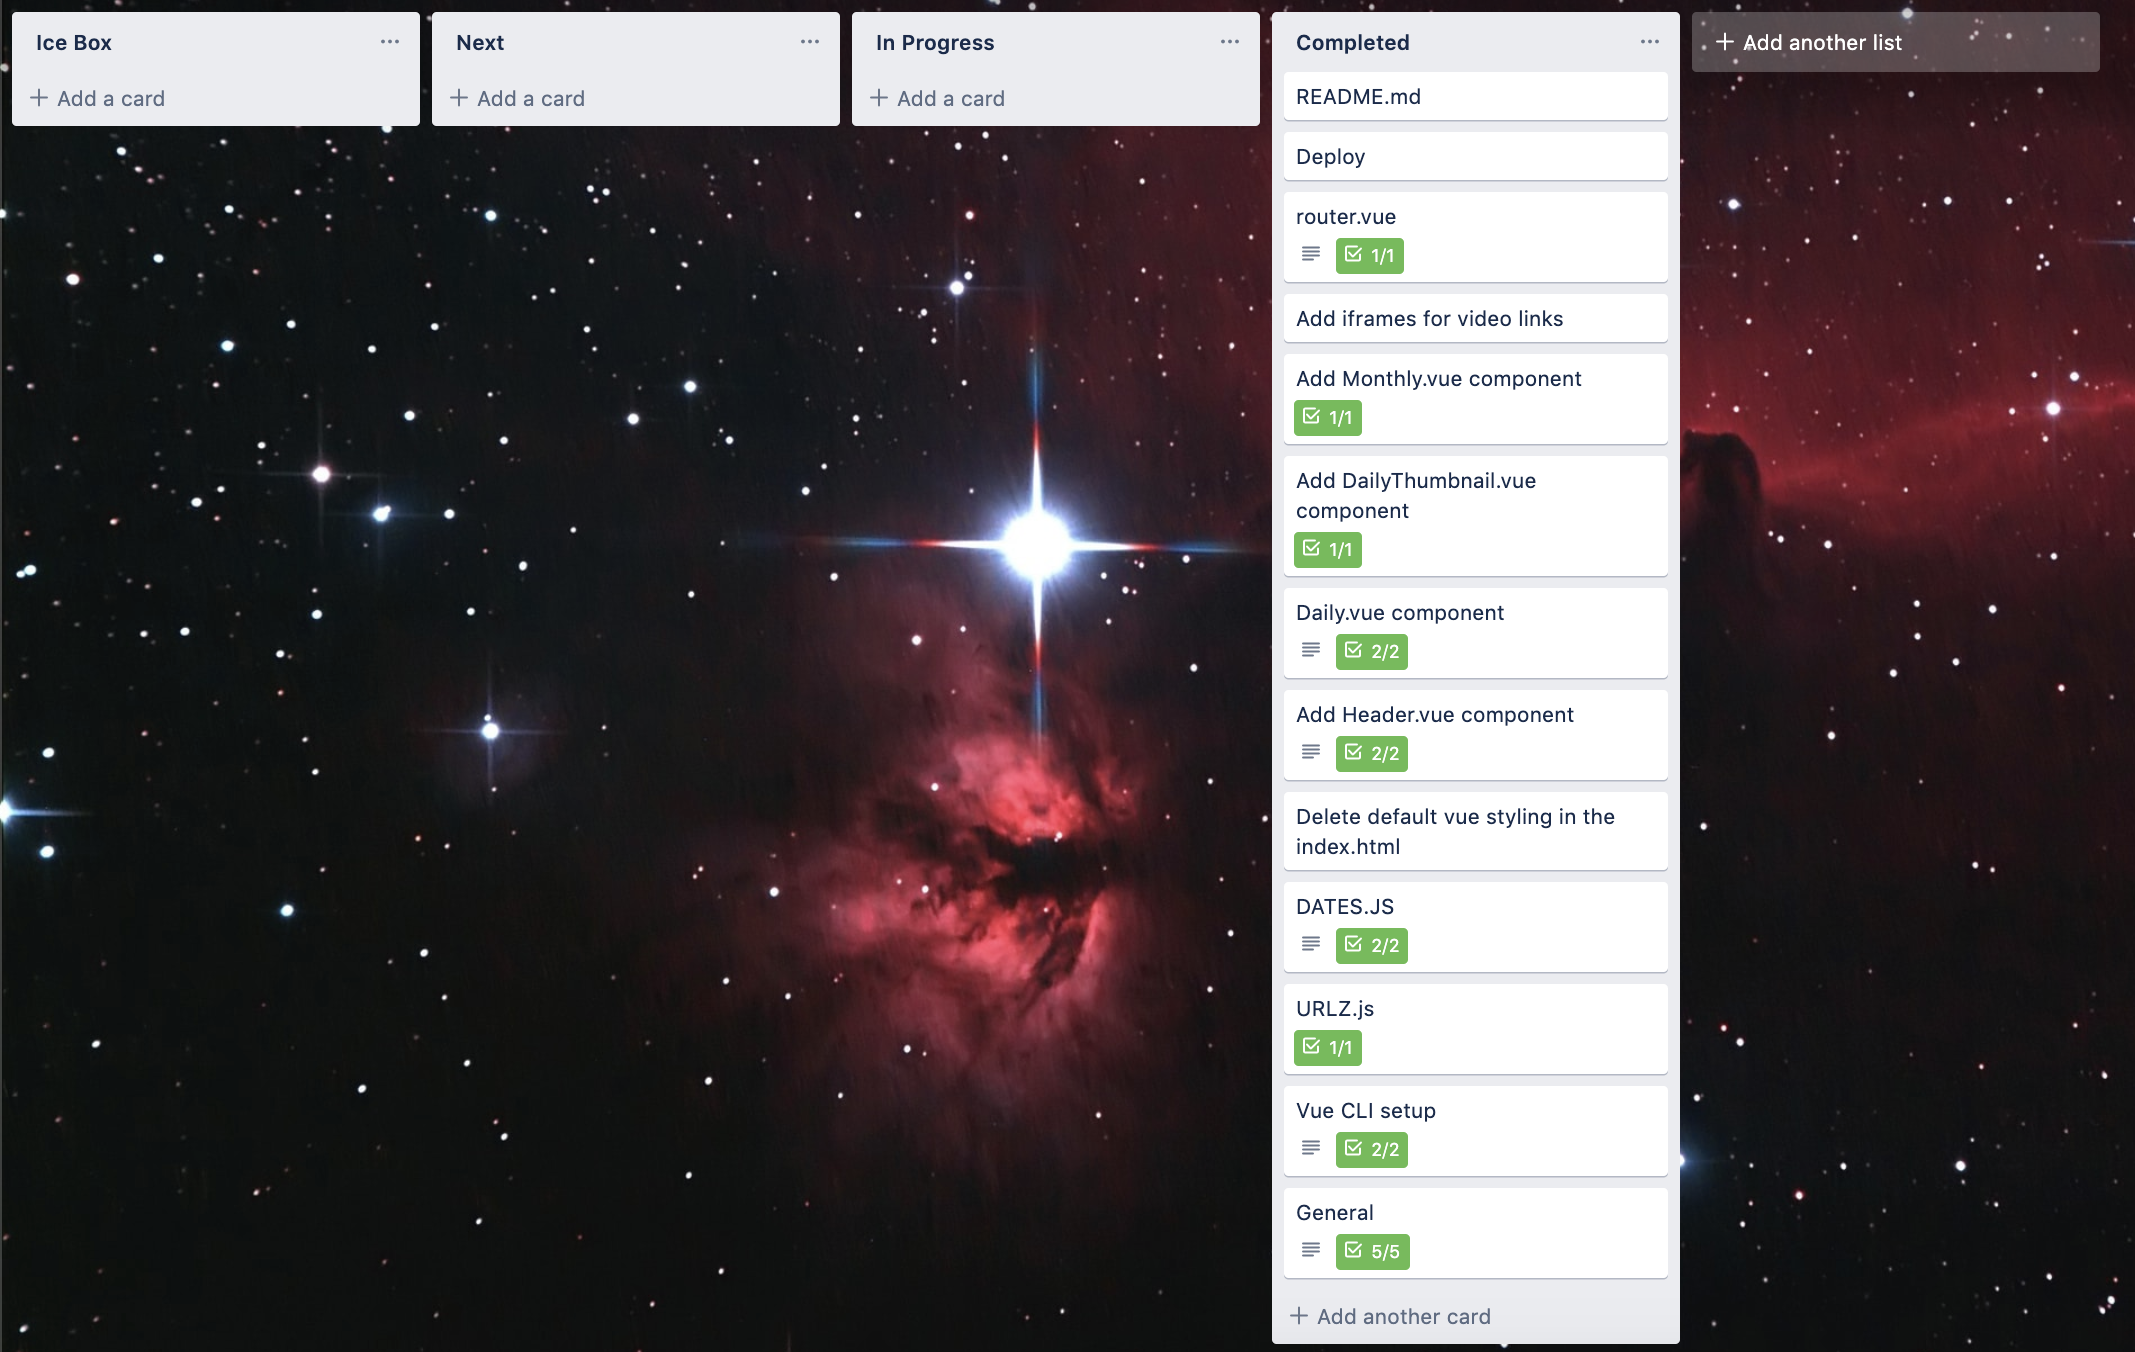 Ice Box
+ Add a card
Next
+ Add a card
In Progress
+ Add a card
Completed
README.md
Deploy
router.vue
1/1
Add iframes for video links
Add Monthly.vue component
1/1
Add DailyThumbnail.vue
component
1/1
Daily.vue component
2/2
Add Header.vue component
2/2
Delete default vue styling in the
index.html
DATES.JS
2/2
URLZ.js
1/1
Vue CLI setup
2/2
General
5/5
+ Add another card
+ Add another list